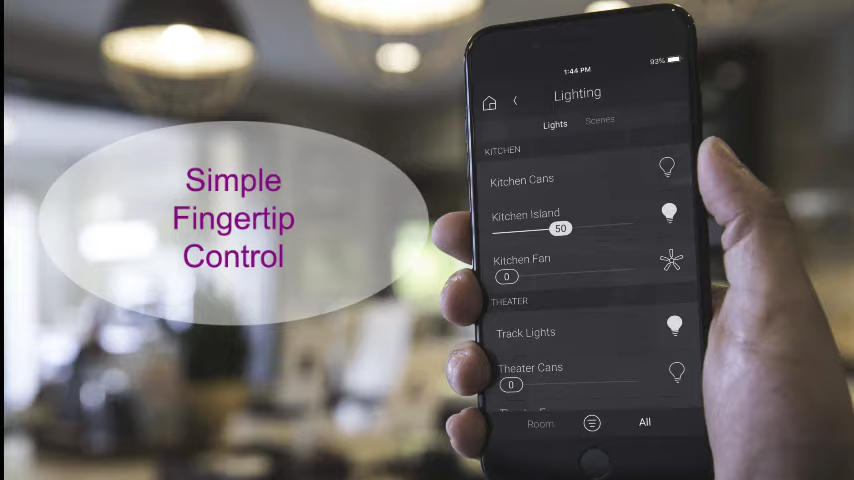 Simple
Fingertip
Control
1:44 PM
93%
Lighting
Lights Scenes
KITCHEN
Kitchen Cans
Kitchen Island
50
Kitchen Fan
0
THEATER
Track Lights
Theater Cans
0
Room All